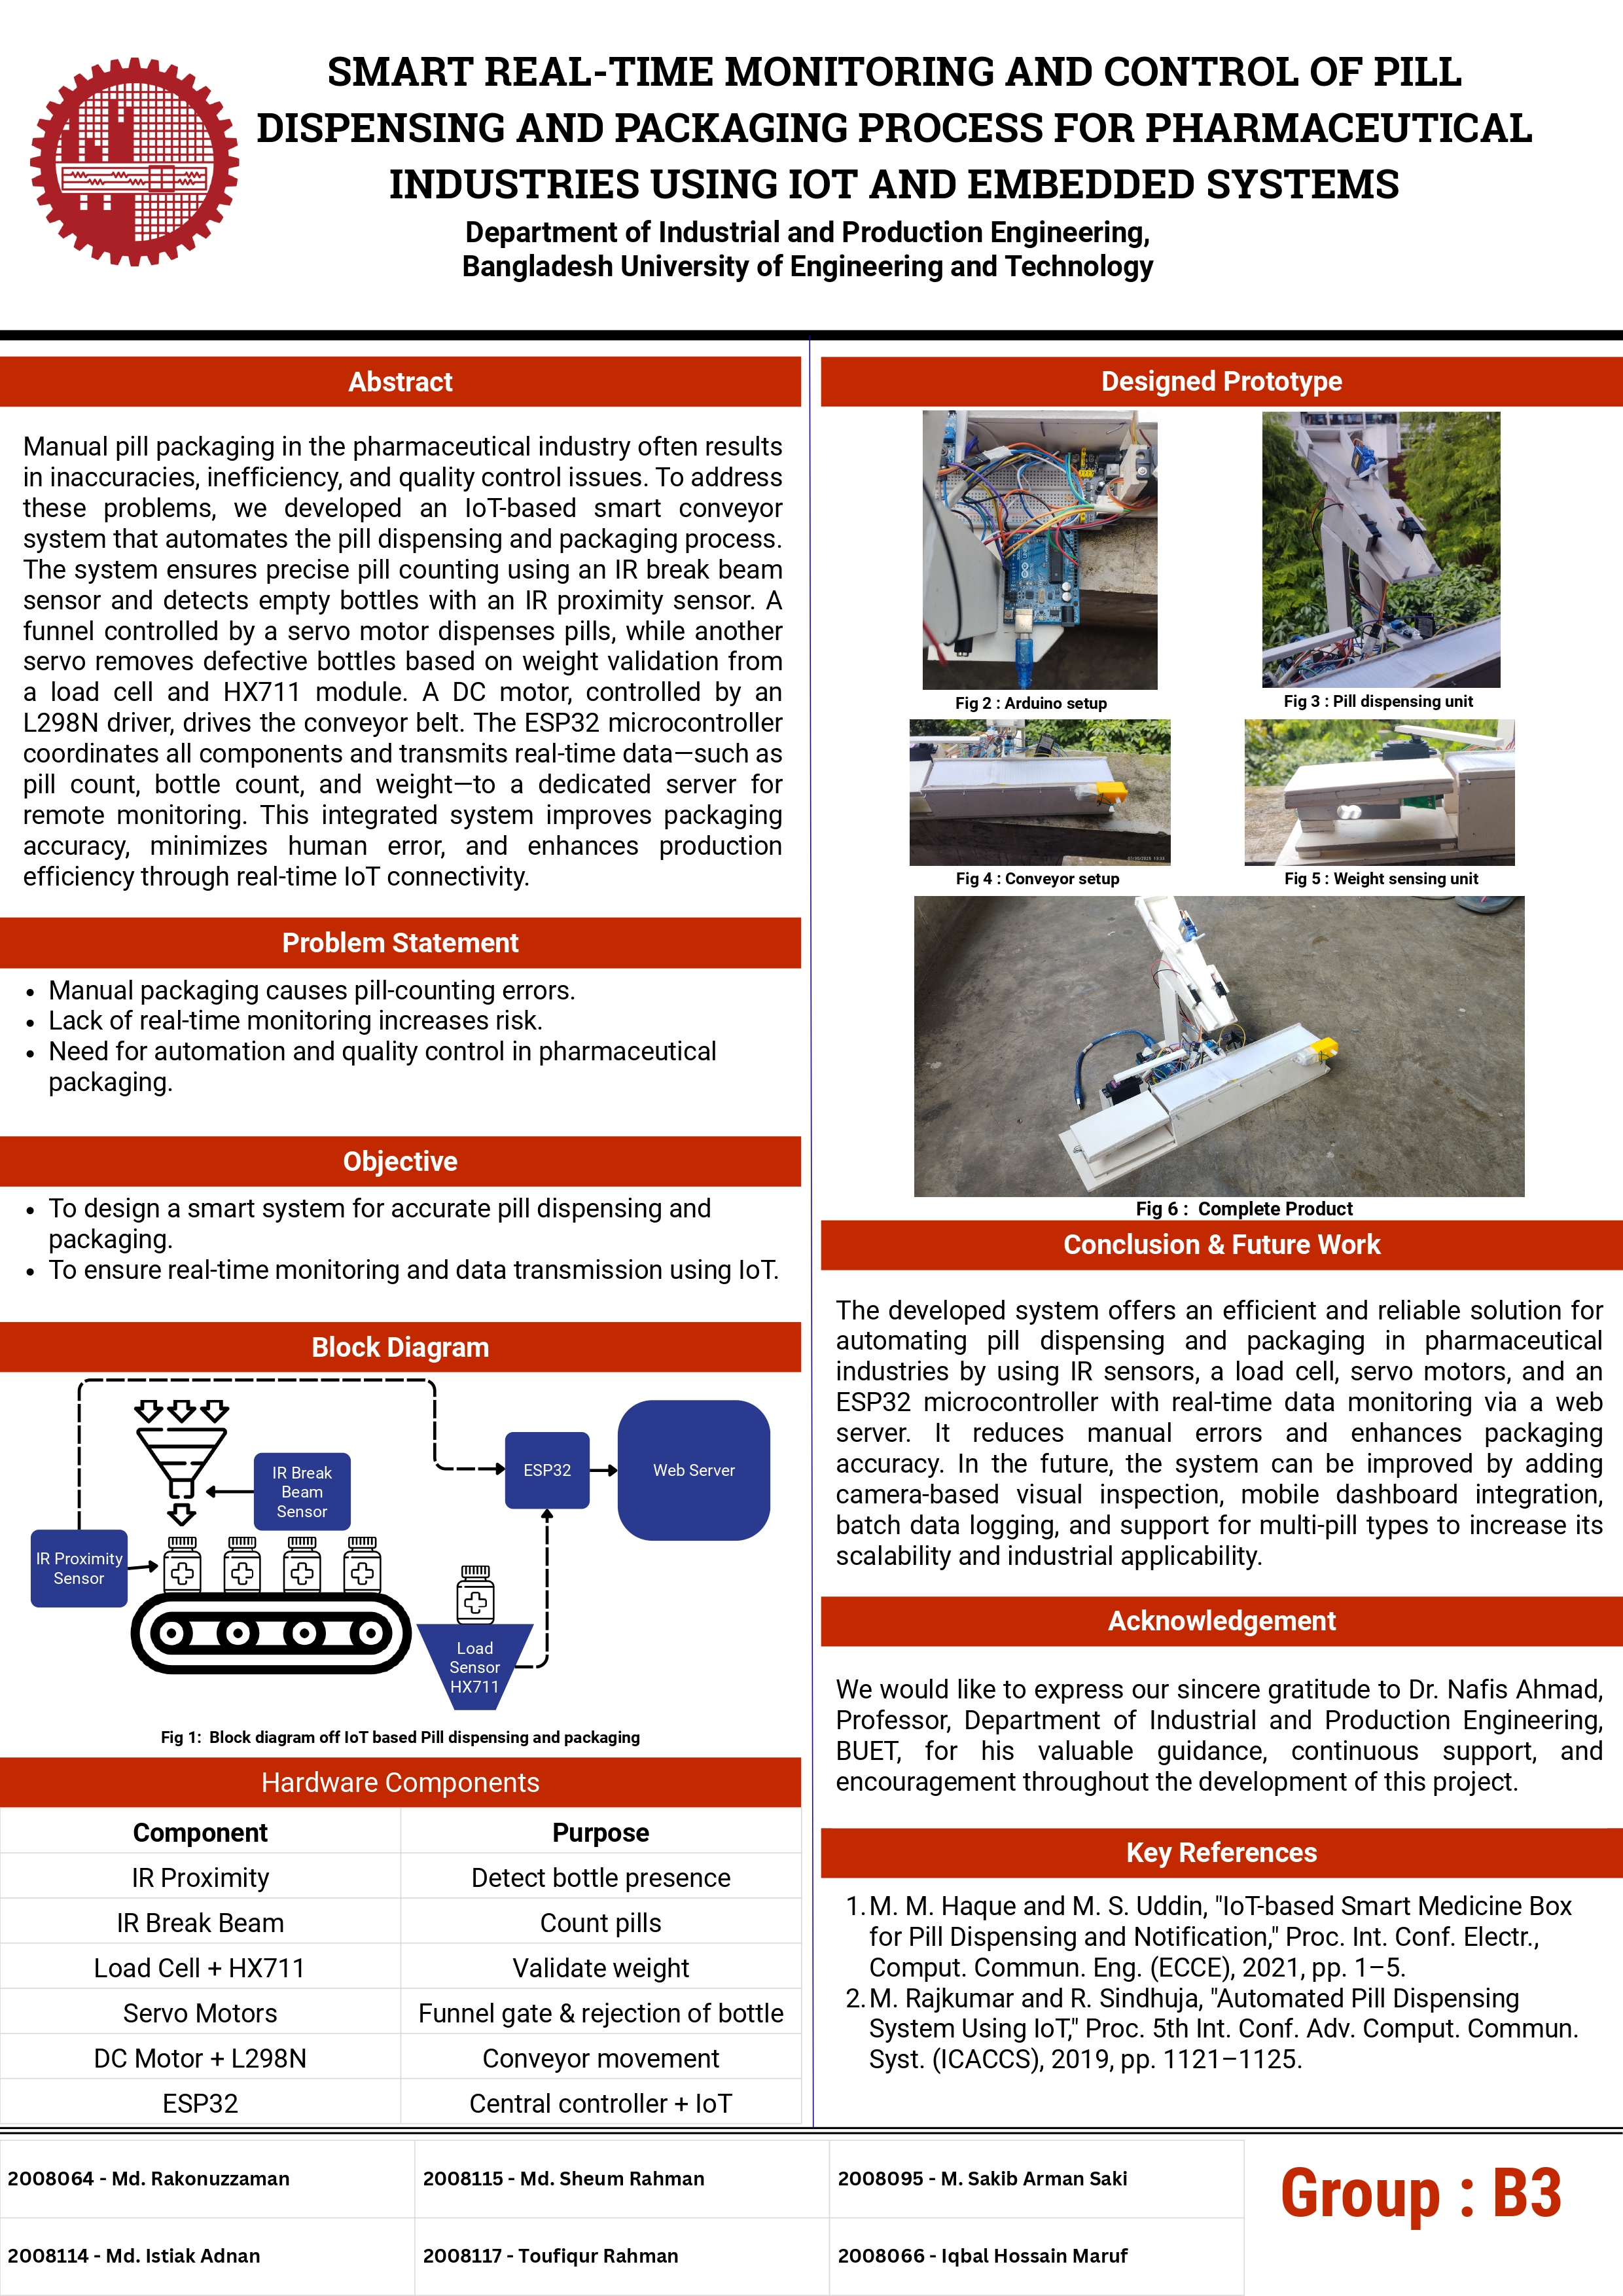 SMART REAL-TIME MONITORING AND CONTROL OF PILL
DISPENSING AND PACKAGING PROCESS FOR PHARMACEUTICAL
INDUSTRIES USING IOT AND EMBEDDED SYSTEMS
Department of Industrial and Production Engineering,
Bangladesh University of Engineering and Technology
Abstract
Manual pill packaging in the pharmaceutical industry often results
in inaccuracies, inefficiency, and quality control issues. To address
these problems, we developed an IoT-based smart conveyor
system that automates the pill dispensing and packaging process.
The system ensures precise pill counting using an IR break beam
sensor and detects empty bottles with an IR proximity sensor. A
funnel controlled by a servo motor dispenses pills, while another
servo removes defective bottles based on weight validation from
a load cell and HX711 module. A DC motor, controlled by an
L298N driver, drives the conveyor belt. The ESP32 microcontroller
coordinates all components and transmits real-time data—such as
pill count, bottle count, and weight—to a dedicated server for
remote monitoring. This integrated system improves packaging
accuracy, minimizes human error, and enhances production
efficiency through real-time IoT connectivity.
Problem Statement
• Manual packaging causes pill-counting errors.
• Lack of real-time monitoring increases risk.
• Need for automation and quality control in pharmaceutical
packaging.
Objective
• To design a smart system for accurate pill dispensing and
packaging.
• To ensure real-time monitoring and data transmission using IoT.
Block Diagram
IR Break
Beam
Sensor
ESP32
Web Server
IR Proximity
Sensor
Load
Sensor
HX711
Fig 1: Block diagram off IoT based Pill dispensing and packaging
Hardware Components
Component Purpose
IR Proximity Detect bottle presence
IR Break Beam Count pills
Load Cell + HX711 Validate weight
Servo Motors Funnel gate & rejection of bottle
DC Motor + L298N Conveyor movement
ESP32 Central controller + IoT
Designed Prototype
Fig 2 : Arduino setup
Fig 3 : Pill dispensing unit
Fig 4 : Conveyor setup
Fig 5 : Weight sensing unit
Fig 6 : Complete Product
Conclusion & Future Work
The developed system offers an efficient and reliable solution for
automating pill dispensing and packaging in pharmaceutical
industries by using IR sensors, a load cell, servo motors, and an
ESP32 microcontroller with real-time data monitoring via a web
server. It reduces manual errors and enhances packaging
accuracy. In the future, the system can be improved by adding
camera-based visual inspection, mobile dashboard integration,
batch data logging, and support for multi-pill types to increase its
scalability and industrial applicability.
Acknowledgement
We would like to express our sincere gratitude to Dr. Nafis Ahmad,
Professor, Department of Industrial and Production Engineering,
BUET, for his valuable guidance, continuous support, and
encouragement throughout the development of this project.
Key References
1. M. M. Haque and M. S. Uddin, "IoT-based Smart Medicine Box
for Pill Dispensing and Notification," Proc. Int. Conf. Electr.,
Comput. Commun. Eng. (ECCE), 2021, pp. 1–5.
2. M. Rajkumar and R. Sindhuja, "Automated Pill Dispensing
System Using IoT," Proc. 5th Int. Conf. Adv. Comput. Commun.
Syst. (ICACCS), 2019, pp. 1121–1125.
2008064 - Md. Rakonuzzaman
2008115 - Md. Sheum Rahman
2008095 - M. Sakib Arman Saki
Group : B3
2008114 - Md. Istiak Adnan
2008117 - Toufiqur Rahman
2008066 - Iqbal Hossain Maruf